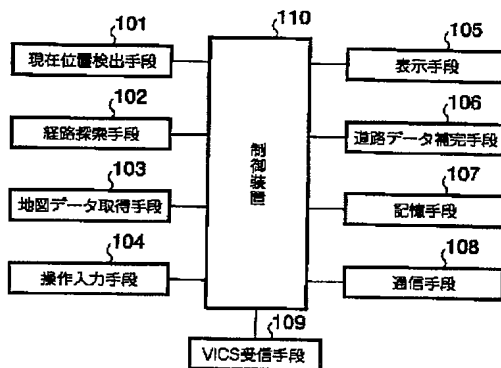 101
現在位置検出手段
102
経路探索手段
103
地図データ取得手段
104
操作入力手段
110
制御装置
105
表示手段
106
道路データ補完手段
107
記憶手段
108
通信手段
109
VICS受信手段